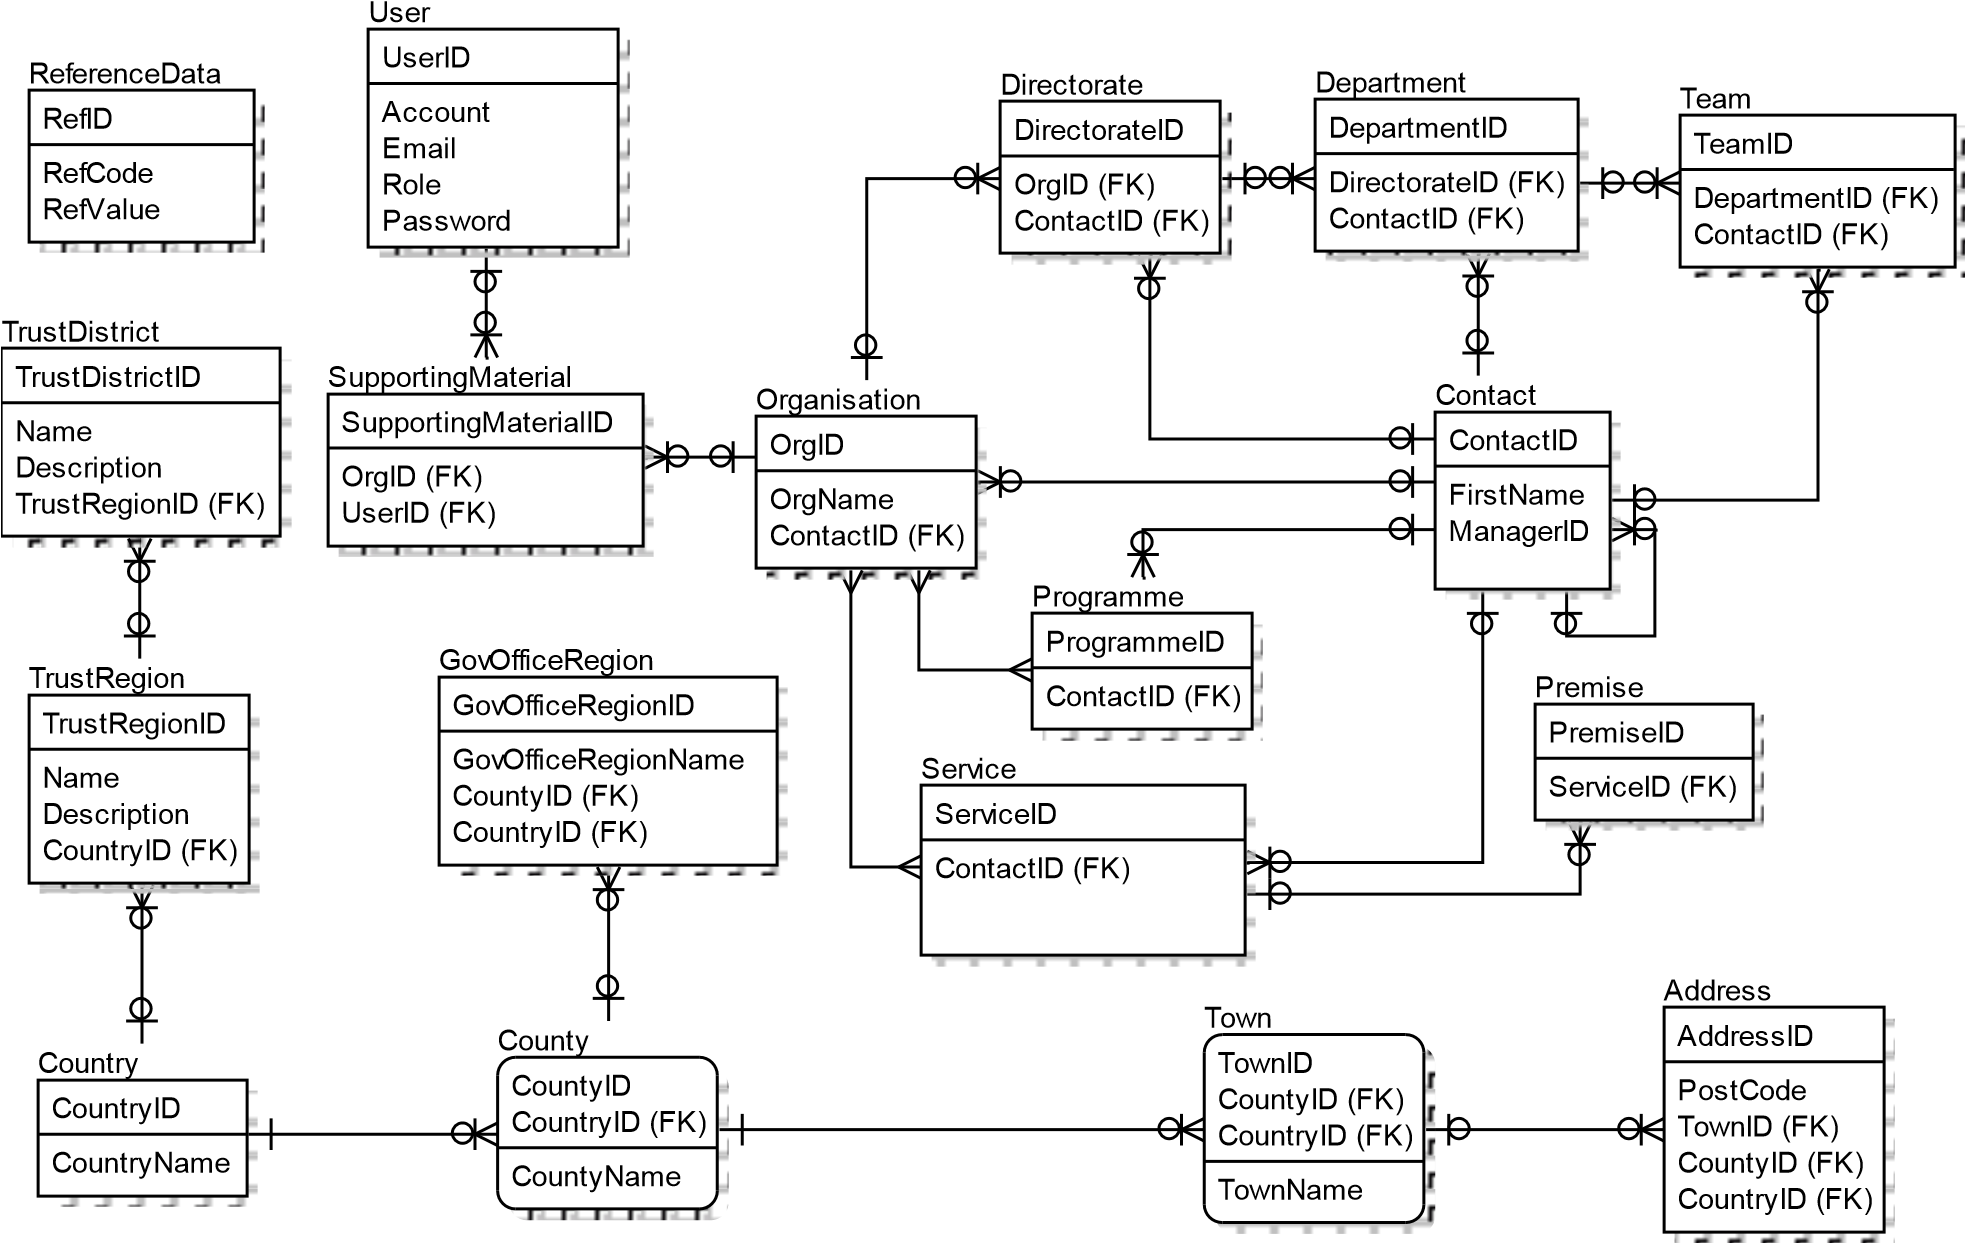 User
UserID
Account
Email
Role
Password
ReferenceData
RefID
RefCode
RefValue
Directorate
DirectorateID
OrgID (FK)
ContactID (FK)
Department
DepartmentID
DirectorateID (FK)
ContactID (FK)
Team
TeamID
DepartmentID (FK)
ContactID (FK)
TrustDistrict
TrustDistrictID
Name
Description
TrustRegionID (FK)
SupportingMaterial
SupportingMaterialID
OrgID (FK)
UserID (FK)
Organisation
OrgID
OrgName
ContactID (FK)
Contact
ContactID
FirstName
ManagerID
Programme
ProgrammeID
ContactID (FK)
TrustRegion
TrustRegionID
Name
Description
CountryID (FK)
GovOfficeRegion
GovOfficeRegionID
GovOfficeRegionName
CountyID (FK)
CountryID (FK)
Service
ServiceID
ContactID (FK)
Premise
PremiseID
ServiceID (FK)
Country
CountryID
CountryName
County
CountyID
CountryID (FK)
CountyName
Town
TownID
CountyID (FK)
CountryID (FK)
TownName
Address
AddressID
PostCode
TownID (FK)
CountyID (FK)
CountryID (FK)